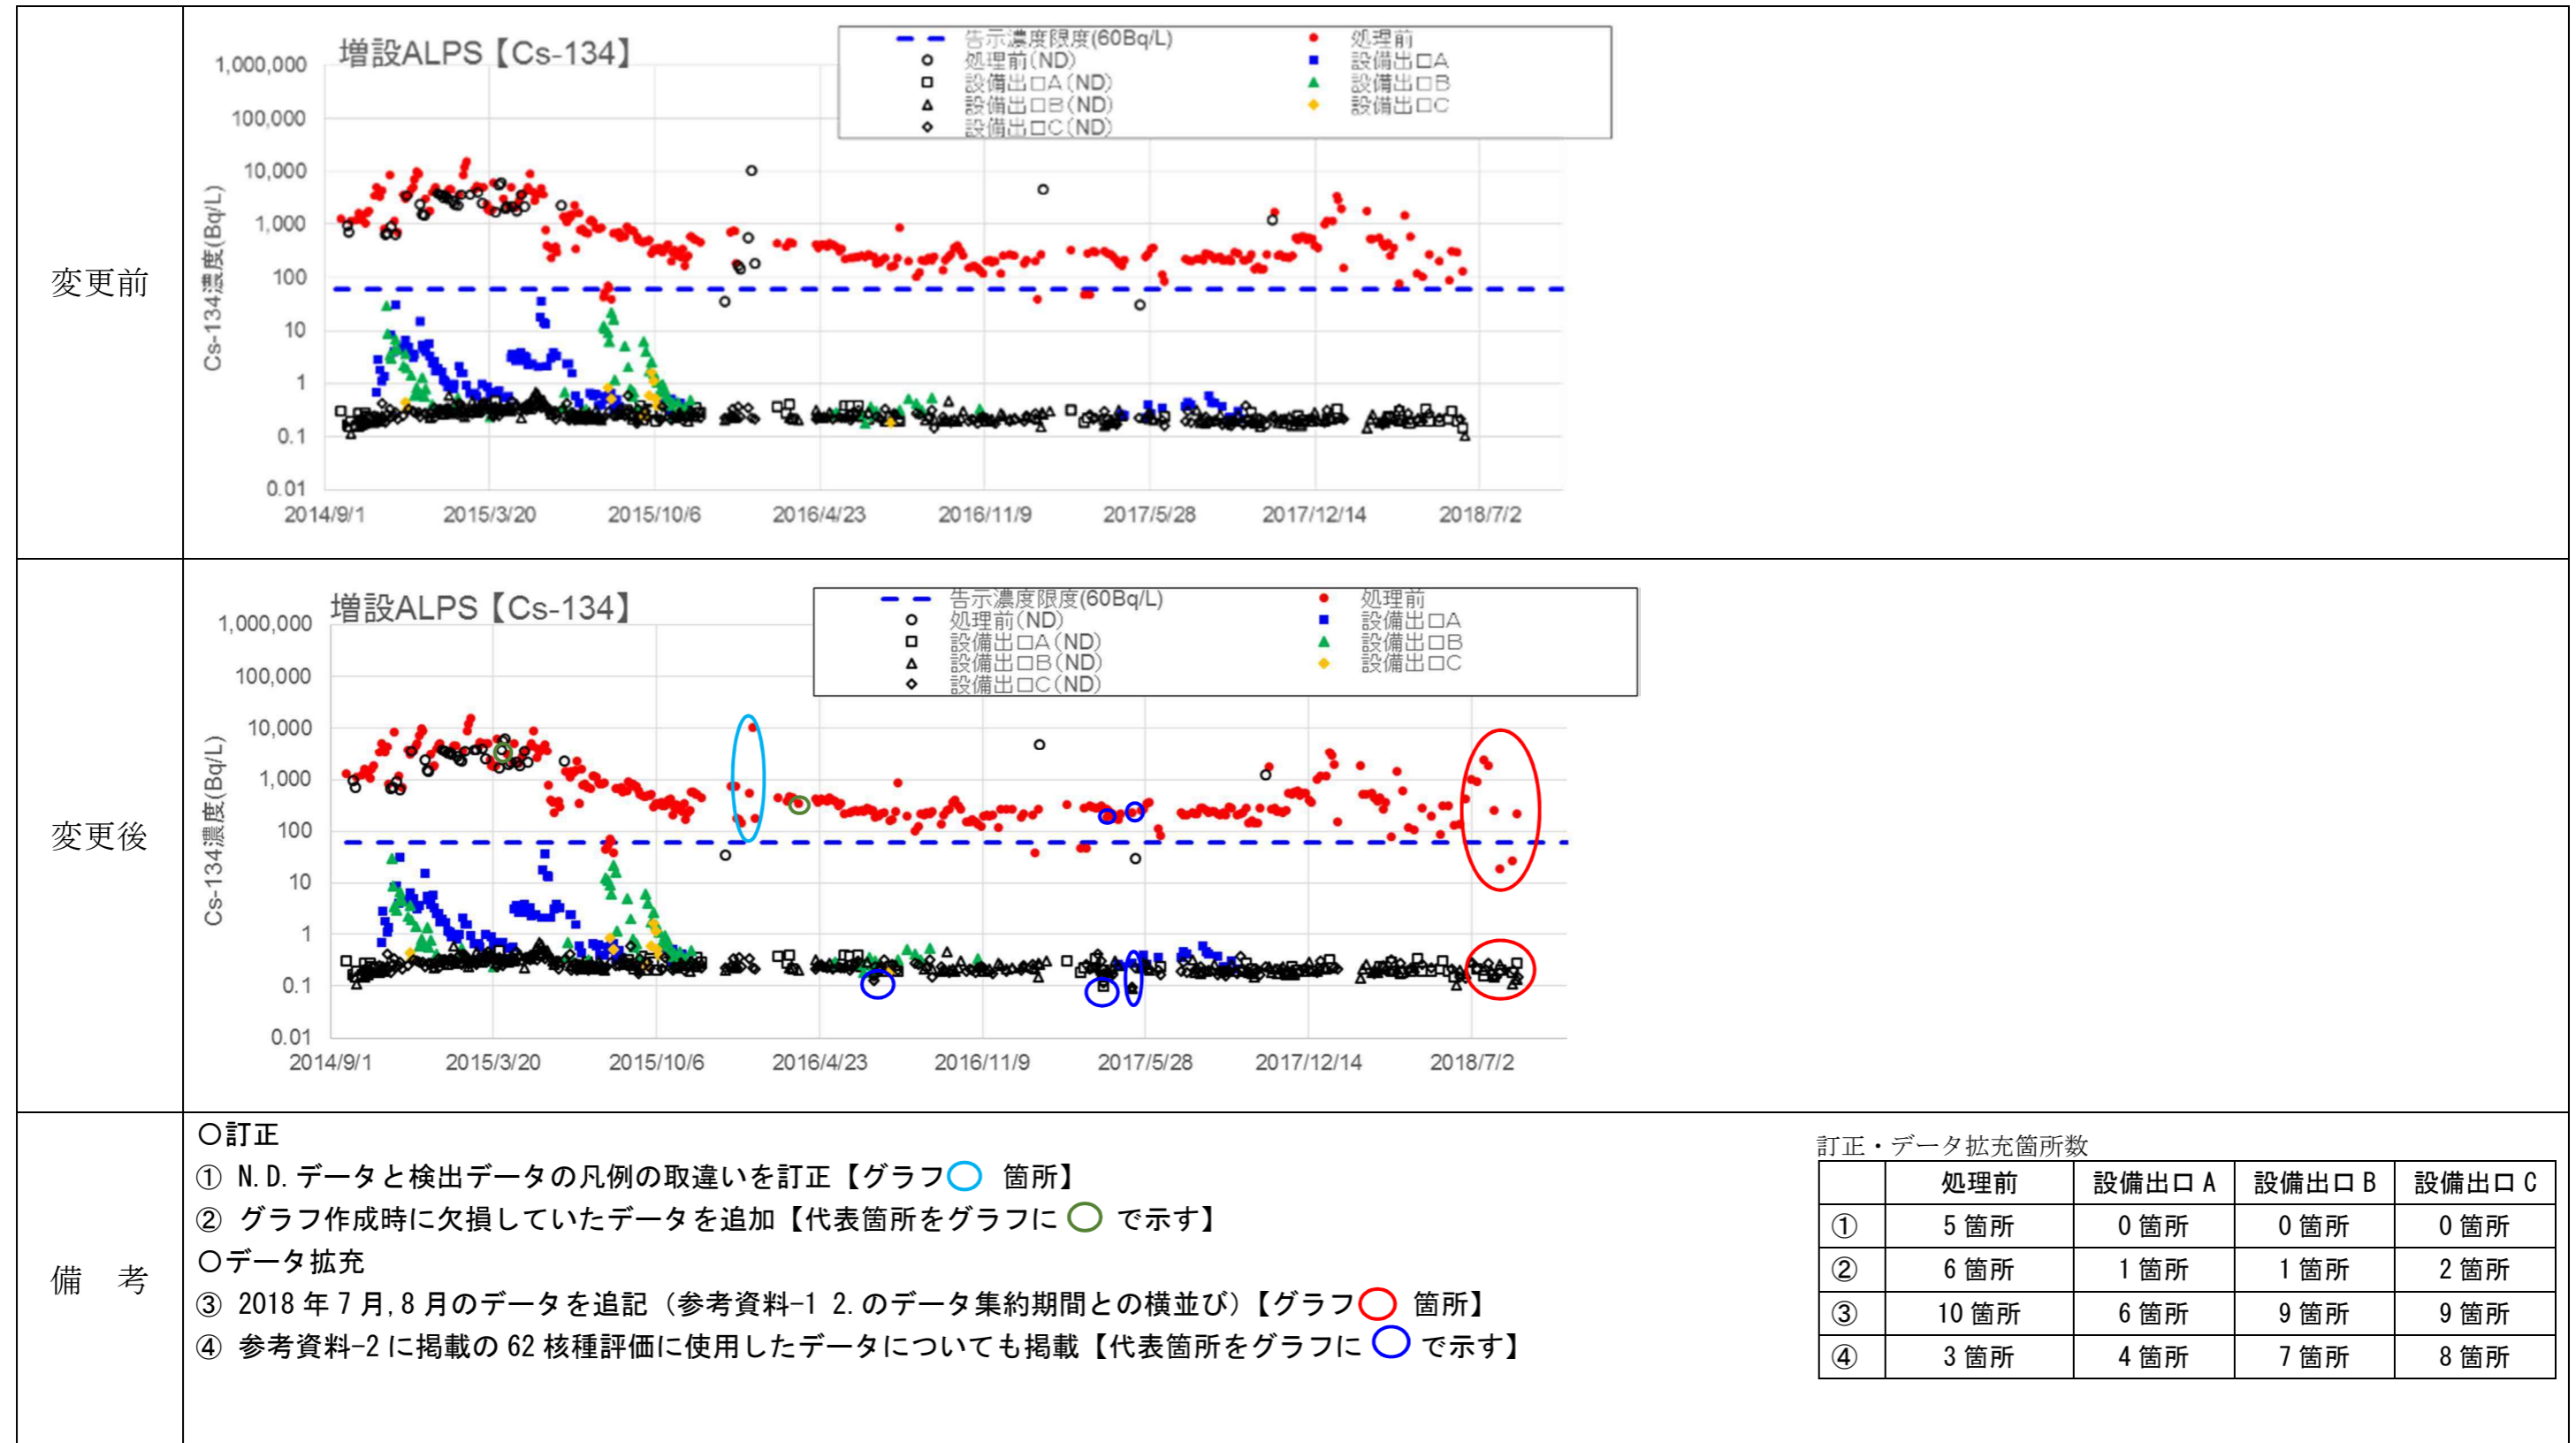 変更前
増設ALPS【Cs-134】
告示濃度限度(60Bq/L)
処理前
処理前(ND)
設備出口A
設備出口A(ND)
設備出口B
設備出口B(ND)
設備出口C
設備出口C(ND)
Cs-134濃度(Bq/L)
1,000,000
100,000
10,000
1,000
100
10
1
0.1
0.01
2014/9/1 2015/3/20 2015/10/6 2016/4/23 2016/11/9 2017/5/28 2017/12/14 2018/7/2
変更後
増設ALPS【Cs-134】
告示濃度限度(60Bq/L)
処理前
処理前(ND)
設備出口A
設備出口A(ND)
設備出口B
設備出口B(ND)
設備出口C
設備出口C(ND)
Cs-134濃度(Bq/L)
1,000,000
100,000
10,000
1,000
100
10
1
0.1
0.01
2014/9/1 2015/3/20 2015/10/6 2016/4/23 2016/11/9 2017/5/28 2017/12/14 2018/7/2
備 考
○訂正
① N.D.データと検出データの凡例の取違いを訂正【グラフ○ 箇所】
② グラフ作成時に欠損していたデータを追加【代表箇所をグラフに○で示す】
○データ拡充
③ 2018年7月,8月のデータを追記（参考資料-1 2.のデータ集約期間との横並び）【グラフ○ 箇所】
④ 参考資料-2に掲載の62核種評価に使用したデータについても掲載【代表箇所をグラフに○で示す】
訂正・データ拡充箇所数
処理前 設備出口A 設備出口B 設備出口C
① 5箇所 0箇所 0箇所 0箇所
② 6箇所 1箇所 1箇所 2箇所
③ 10箇所 6箇所 9箇所 9箇所
④ 3箇所 4箇所 7箇所 8箇所